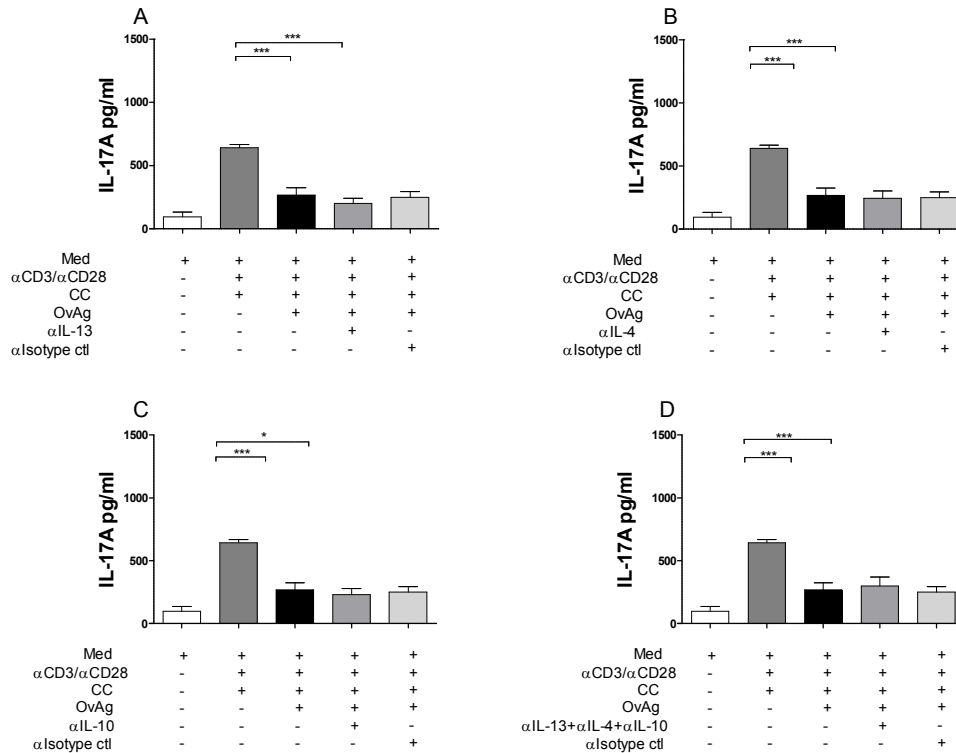 A
***
***
1500
1000
500
0
IL-17A pg/ml
Med + + + + +
αCD3/αCD28 - + + + +
CC - + + + +
OvAg - - + + +
αIL-13 - - - + -
αIsotype ctl - - - - +
B
***
***
1500
1000
500
0
IL-17A pg/ml
Med + + + + +
αCD3/αCD28 - + + + +
CC - + + + +
OvAg - - + + +
αIL-4 - - - + -
αIsotype ctl - - - - +
C
*
***
1500
1000
500
0
IL-17A pg/ml
Med + + + + +
αCD3/αCD28 - + + + +
CC - + + + +
OvAg - - + + +
αIL-10 - - - + -
αIsotype ctl - - - - +
D
***
***
1500
1000
500
0
IL-17A pg/ml
Med + + + + +
αCD3/αCD28 - + + + +
CC - + + + +
OvAg - - + + +
αIL-13+αIL-4+αIL-10 - - - + -
αIsotype ctl - - - - +